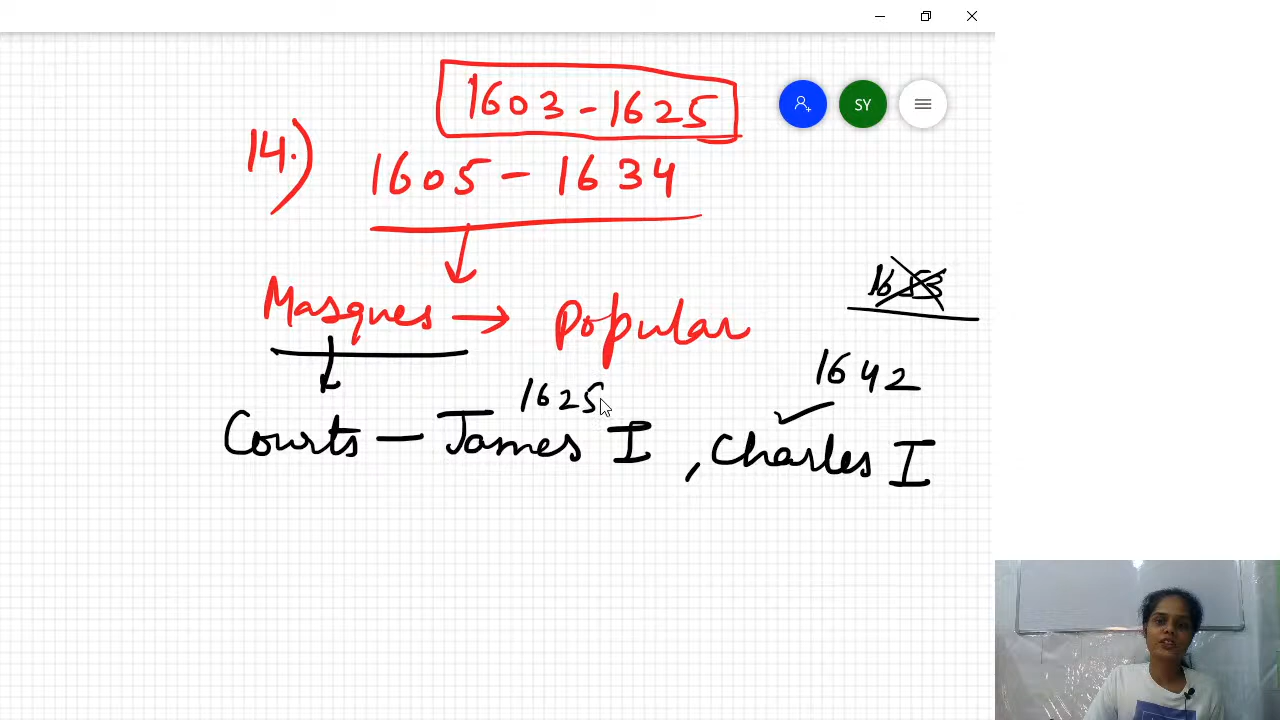 1603 - 1625
SY
14.) 1605 - 1634
Masques → Popular
1625
1642
Courts - James I, Charles I